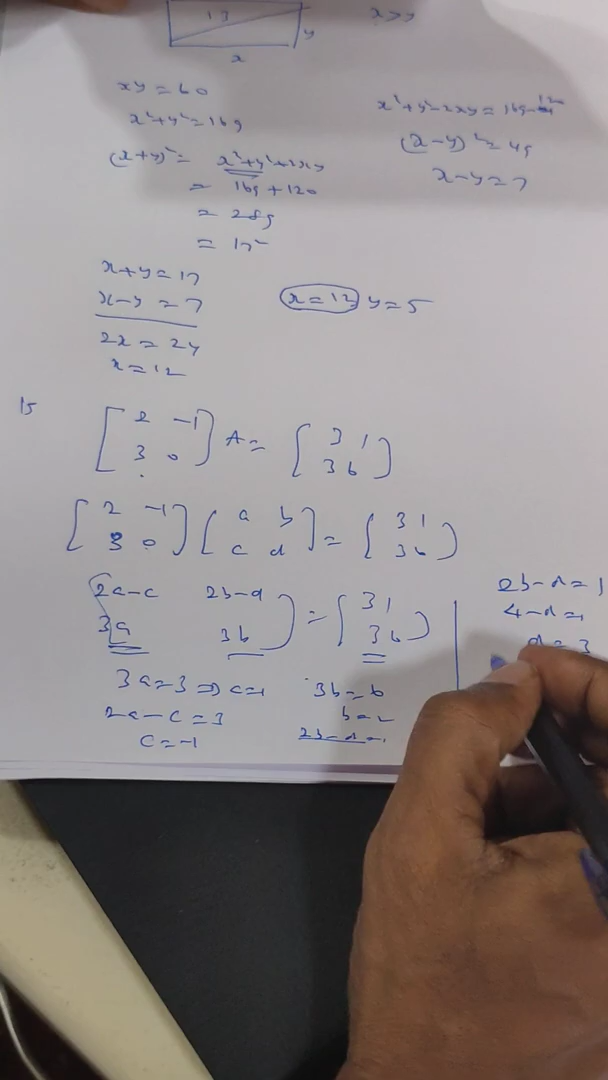 13
y
x
x>y
xy = 60
x²+y² = 169
(x+y)² = x²+y²+2xy
= 169 + 120
= 289
= 17²
x²+y²-2xy = 169-120
(x-y)² = 49
x-y = 7
x+y = 17
x-y = 7
2x = 24
x = 12
x = 12 y = 5
15
[2 -1 3 0] A = [3 1 3 6]
[2 -1 3 0] [a b c d] = [3 1 3 6]
[2a-c 2b-d 3a 3b] = [3 1 3 6]
3a = 3 ⇒ a = 1
2a - c = 3
c = -1
3b = 6
b = 2
2b-d = 1
2b-d = 1
4-d = 1
d = 3